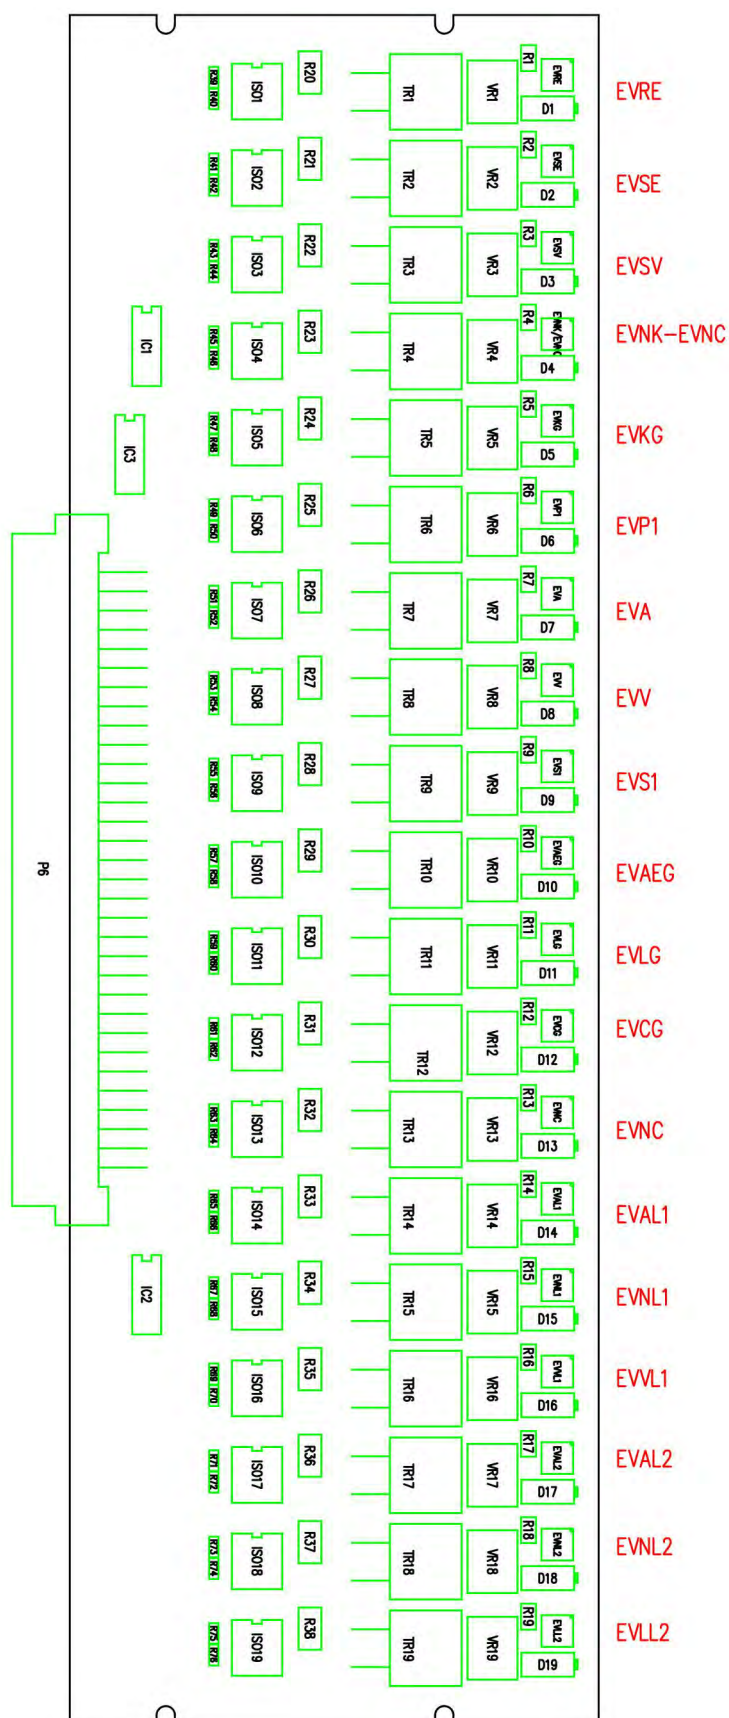 R1 EVRE
R20 EVRE
R39 R40 ISO1 TR1 VR1 D1
R2 EVSE
R21 EVSE
R41 R42 ISO2 TR2 VR2 D2
R3 EVSV
R22 EVSV
R43 R44 ISO3 TR3 VR3 D3
R4 EVNK/EVNC
R23 EVNK-EVNC
IC1 R45 R46 ISO4 TR4 VR4 D4
R5 EVKG
R24 EVKG
IC3 R47 R48 ISO5 TR5 VR5 D5
R6 EVP1
R25 EVP1
R49 R50 ISO6 TR6 VR6 D6
R7 EVA
R26 EVA
R51 R52 ISO7 TR7 VR7 D7
R8 EVV
R27 EVV
R53 R54 ISO8 TR8 VR8 D8
R9 EVS1
R28 EVS1
R55 R56 ISO9 TR9 VR9 D9
R10 EVAEG
P6 R29 EVAEG
R57 R58 ISO10 TR10 VR10 D10
R11 EVLG
R30 EVLG
R59 R60 ISO11 TR11 VR11 D11
R12 EVCG
R31 EVCG
R61 R62 ISO12 TR12 VR12 D12
R13 EVNC
R32 EVNC
R63 R64 ISO13 TR13 VR13 D13
R14 EVAL1
R33 EVAL1
R65 R66 ISO14 TR14 VR14 D14
R15 EVNL1
R34 EVNL1
IC2 R67 R68 ISO15 TR15 VR15 D15
R16 EVVL1
R35 EVVL1
R69 R70 ISO16 TR16 VR16 D16
R17 EVAL2
R36 EVAL2
R71 R72 ISO17 TR17 VR17 D17
R18 EVNL2
R37 EVNL2
R73 R74 ISO18 TR18 VR18 D18
R19 EVLL2
R38 EVLL2
R75 R76 ISO19 TR19 VR19 D19